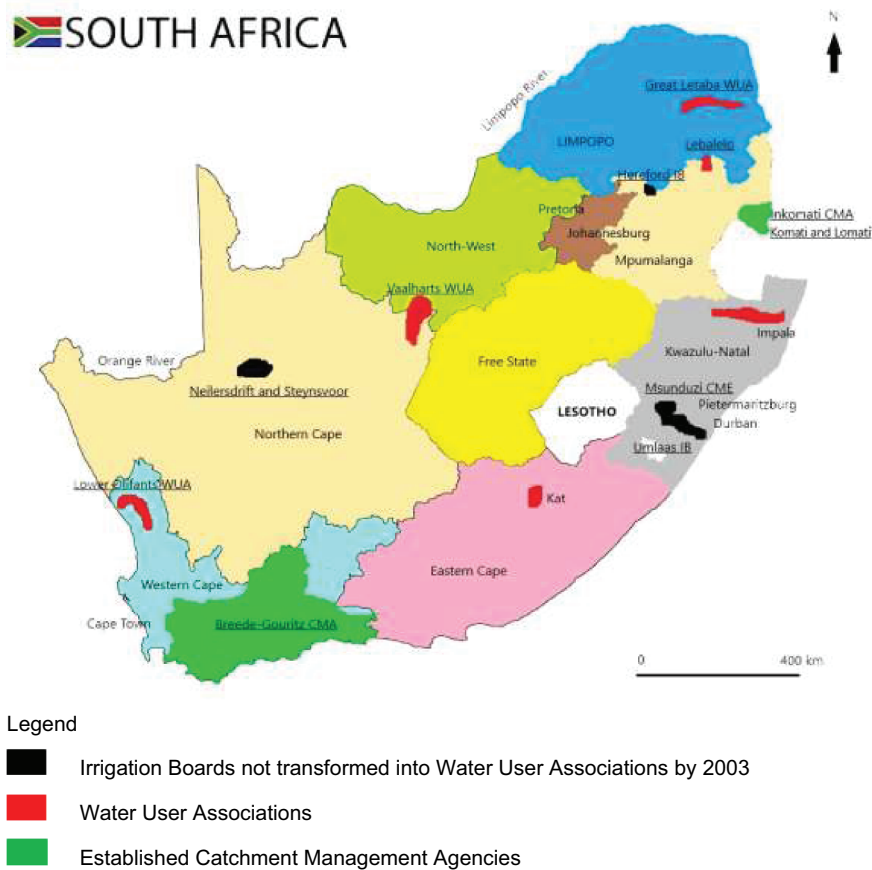 SOUTH AFRICA
N
Limpopo River
Great Letaba WUA
LIMPOPO
Lebalelo
Hereford IB
Pretoria
Inkomati CMA
Johannesburg
Komati and Lomati
North-West
Mpumalanga
Vaalharts WUA
Impala
Orange River
Free State
Kwazulu-Natal
Neilersdrift and Steynsvoor
Msunduzi CME
Pietermaritzburg
LESOTHO
Durban
Northern Cape
Umlaas IB
Lower Olifants WUA
Kat
Eastern Cape
Western Cape
Cape Town
Breede-Gouritz CMA
0 400 km
Legend
Irrigation Boards not transformed into Water User Associations by 2003
Water User Associations
Established Catchment Management Agencies